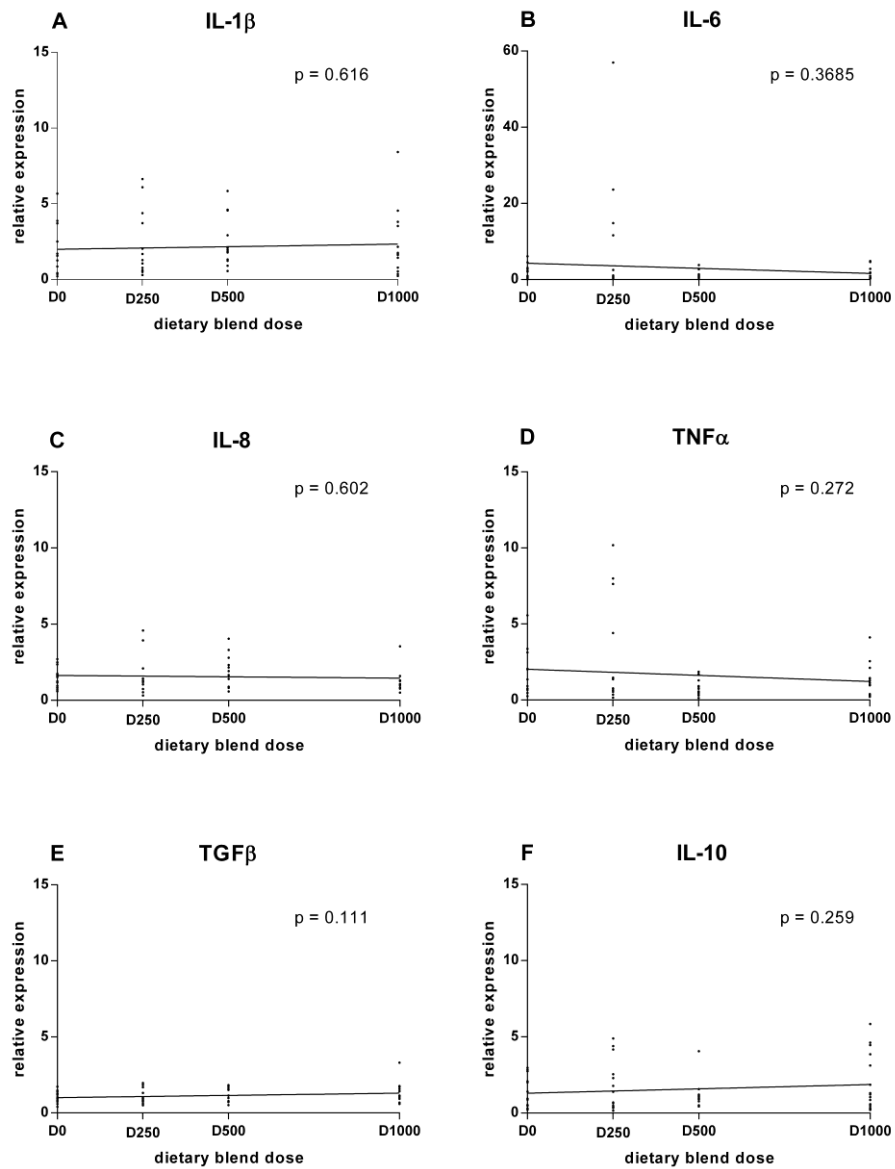 A IL-1β
15
p = 0.616
10
5
0
relative expression
D0 D250 D500 D1000
dietary blend dose
B IL-6
60
p = 0.3685
40
20
0
relative expression
D0 D250 D500 D1000
dietary blend dose
C IL-8
15
p = 0.602
10
5
0
relative expression
D0 D250 D500 D1000
dietary blend dose
D TNFα
15
p = 0.272
10
5
0
relative expression
D0 D250 D500 D1000
dietary blend dose
E TGFβ
15
p = 0.111
10
5
0
relative expression
D0 D250 D500 D1000
dietary blend dose
F IL-10
15
p = 0.259
10
5
0
relative expression
D0 D250 D500 D1000
dietary blend dose